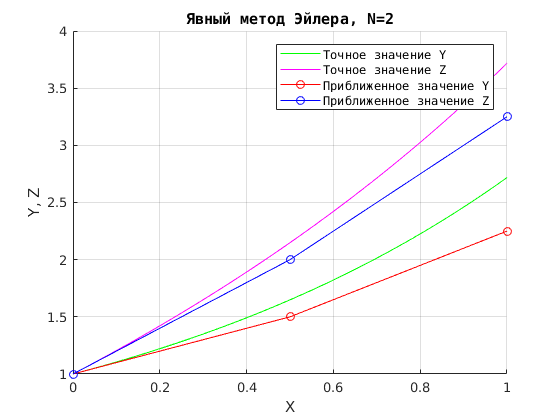 Явный метод Эйлера, N=2
4
3.5
3
2.5
2
1.5
1
Y, Z
Точное значение Y
Точное значение Z
Приближенное значение Y
Приближенное значение Z
0 0.2 0.4 0.6 0.8 1
X